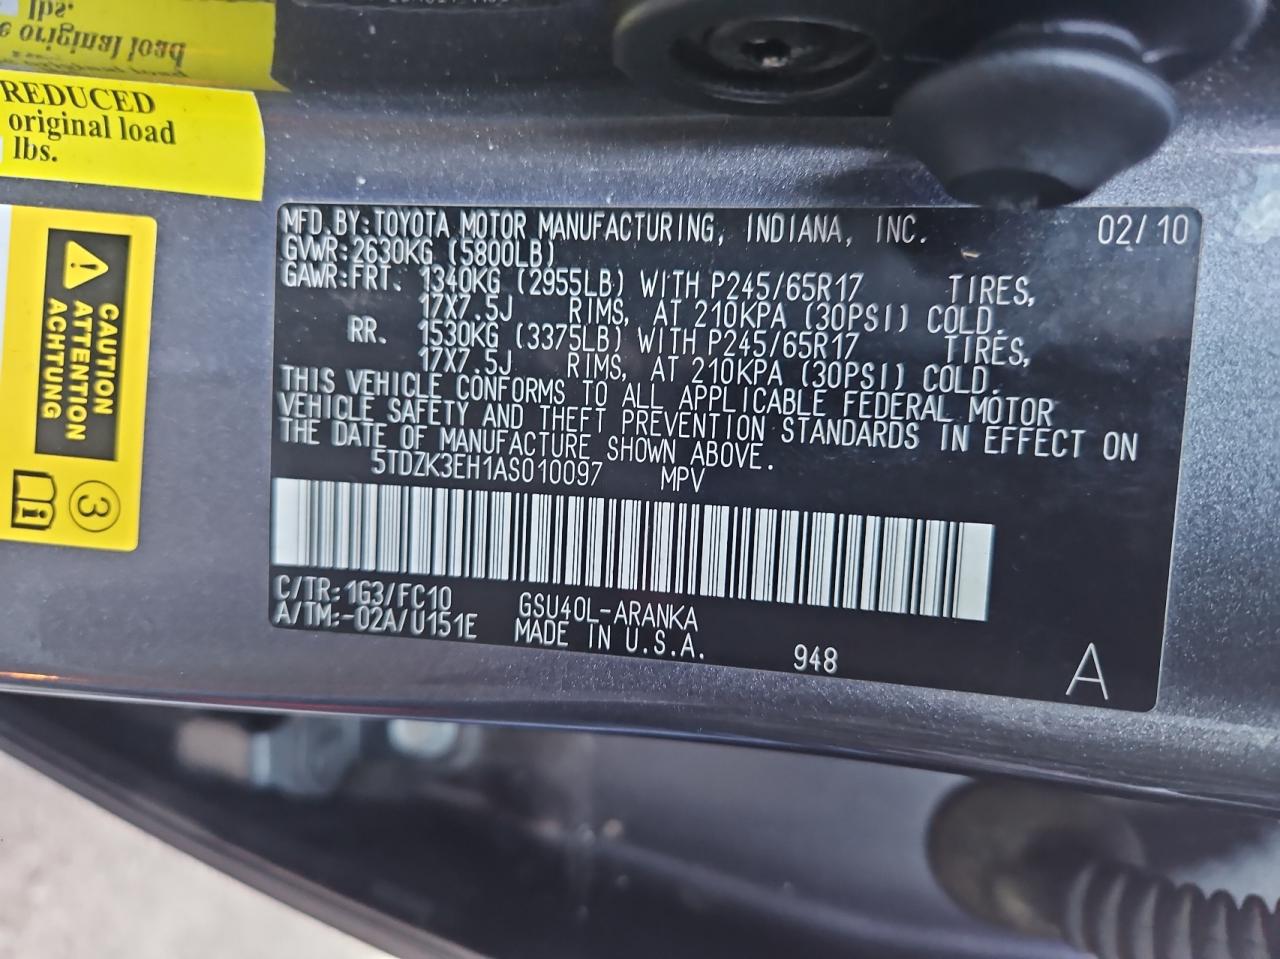 lbs.
e original load
REDUCED
original load
lbs.
CAUTION
ATTENTION
ACHTUNG
3
MFD.BY:TOYOTA MOTOR MANUFACTURING, INDIANA, INC. 02/10
GVWR:2630KG (5800LB)
GAWR:FRT. 1340KG (2955LB) WITH P245/65R17 TIRES,
17X7.5J RIMS, AT 210KPA (30PSI) COLD.
RR. 1530KG (3375LB) WITH P245/65R17 TIRES,
17X7.5J RIMS, AT 210KPA (30PSI) COLD.
THIS VEHICLE CONFORMS TO ALL APPLICABLE FEDERAL MOTOR
VEHICLE SAFETY AND THEFT PREVENTION STANDARDS IN EFFECT ON
THE DATE OF MANUFACTURE SHOWN ABOVE.
5TDZK3EH1AS010097 MPV
C/TR:1G3/FC10 GSU40L-ARANKA
A/TM:-02A/U151E MADE IN U.S.A.
948
A